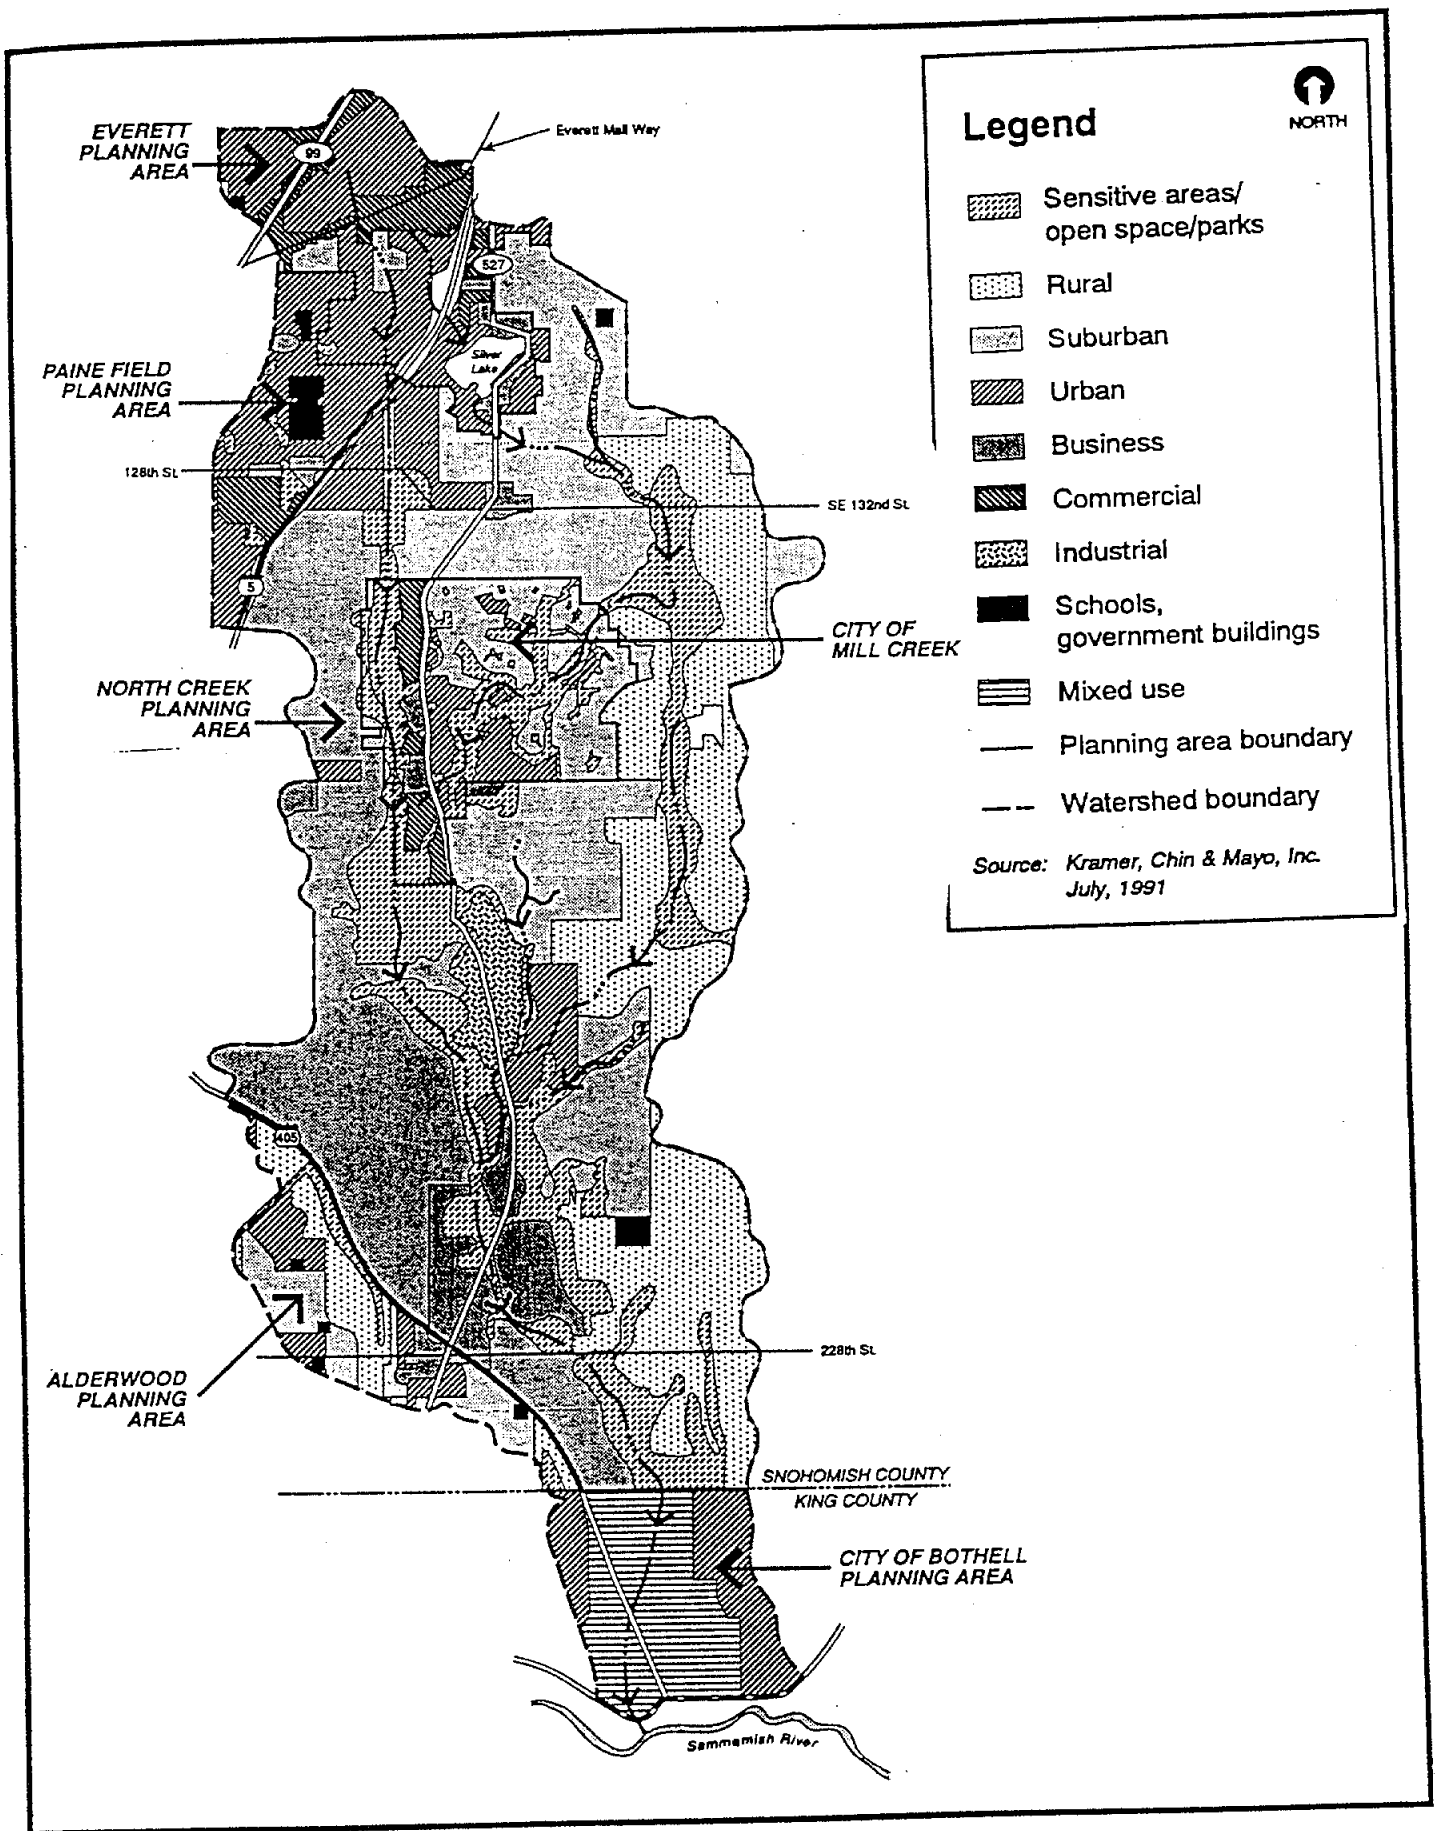 EVERETT
PLANNING
AREA
99
Everett Mall Way
527
Silver
Lake
PAINE FIELD
PLANNING
AREA
128th St.
SE 132nd St.
5
CITY OF
MILL CREEK
NORTH CREEK
PLANNING
AREA
405
228th St.
ALDERWOOD
PLANNING
AREA
SNOHOMISH COUNTY
KING COUNTY
CITY OF BOTHELL
PLANNING AREA
Sammamish River
Legend
NORTH
Sensitive areas/
open space/parks
Rural
Suburban
Urban
Business
Commercial
Industrial
Schools,
government buildings
Mixed use
Planning area boundary
Watershed boundary
Source: Kramer, Chin & Mayo, Inc.
July, 1991